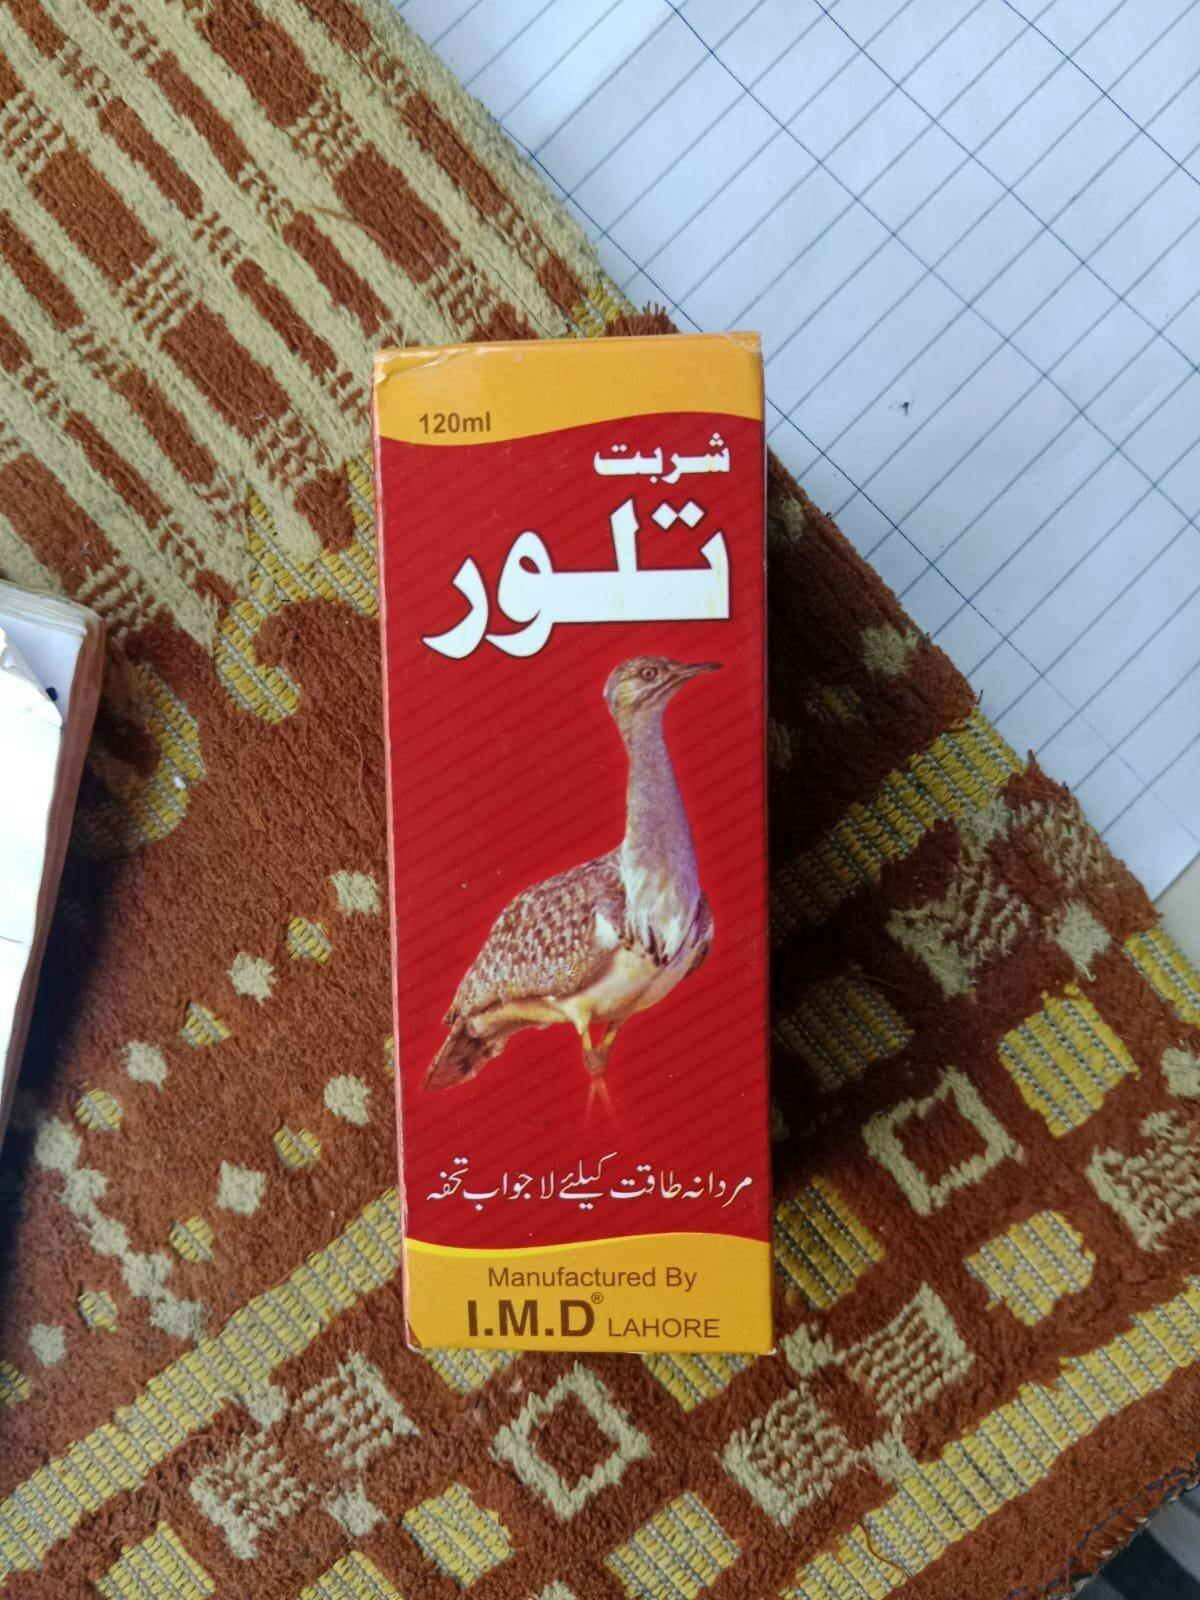 120ml
شربت
تلور
مردانہ طاقت کیلئے لاجواب تحفہ
Manufactured By
I.M.D® LAHORE